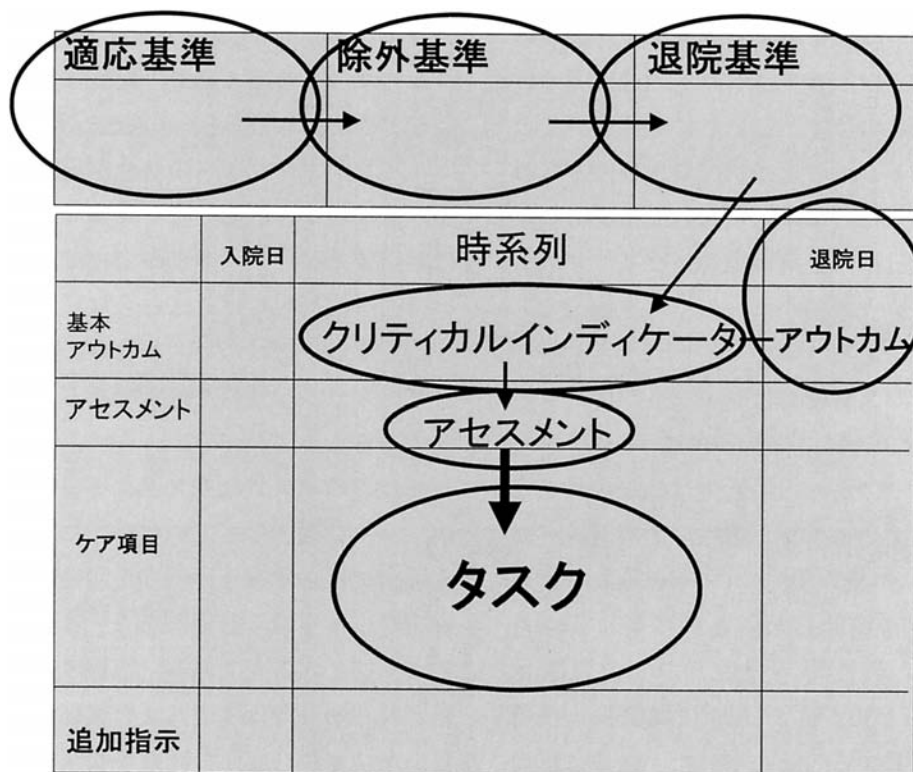 適応基準 除外基準 退院基準
入院日 時系列 退院日
基本
アウトカム
クリティカルインディケーター アウトカム
アセスメント
アセスメント
ケア項目
タスク
追加指示